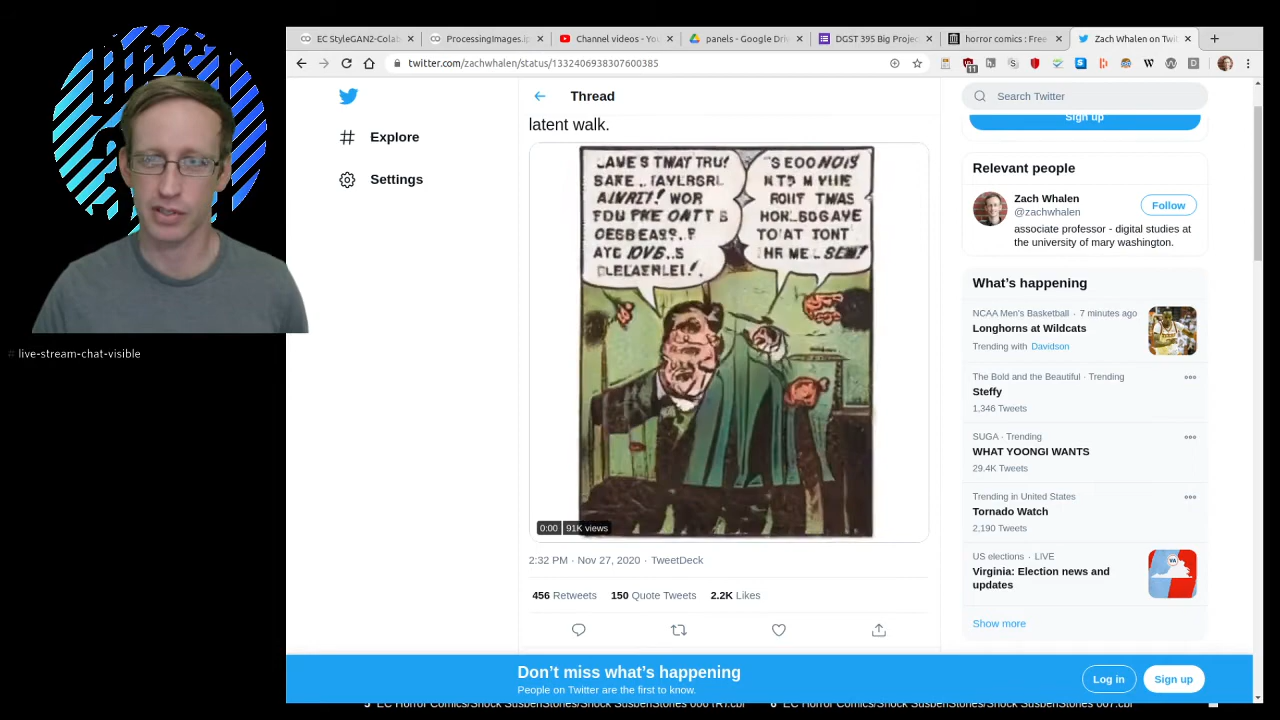 EC StyleGAN2-Colab
ProcessingImages.ip
Channel videos - You
panels - Google Dri
DGST 395 Big Projec
horror comics : Free
Zach Whalen on Twit
twitter.com/zachwhalen/status/1332406938307600385
11
Thread
Search Twitter
latent walk.
Sign up
Explore
Settings
Relevant people
Zach Whalen
@zachwhalen
Follow
associate professor - digital studies at
the university of mary washington.
What's happening
NCAA Men's Basketball · 7 minutes ago
Longhorns at Wildcats
Trending with Davidson
The Bold and the Beautiful · Trending
Steffy
1,346 Tweets
SUGA · Trending
WHAT YOONGI WANTS
29.4K Tweets
Trending in United States
Tornado Watch
2,190 Tweets
US elections · LIVE
Virginia: Election news and
updates
Show more
# live-stream-chat-visible
0:00 91K views
2:32 PM · Nov 27, 2020 · TweetDeck
456 Retweets 150 Quote Tweets 2.2K Likes
Don't miss what's happening
People on Twitter are the first to know.
Log in
Sign up